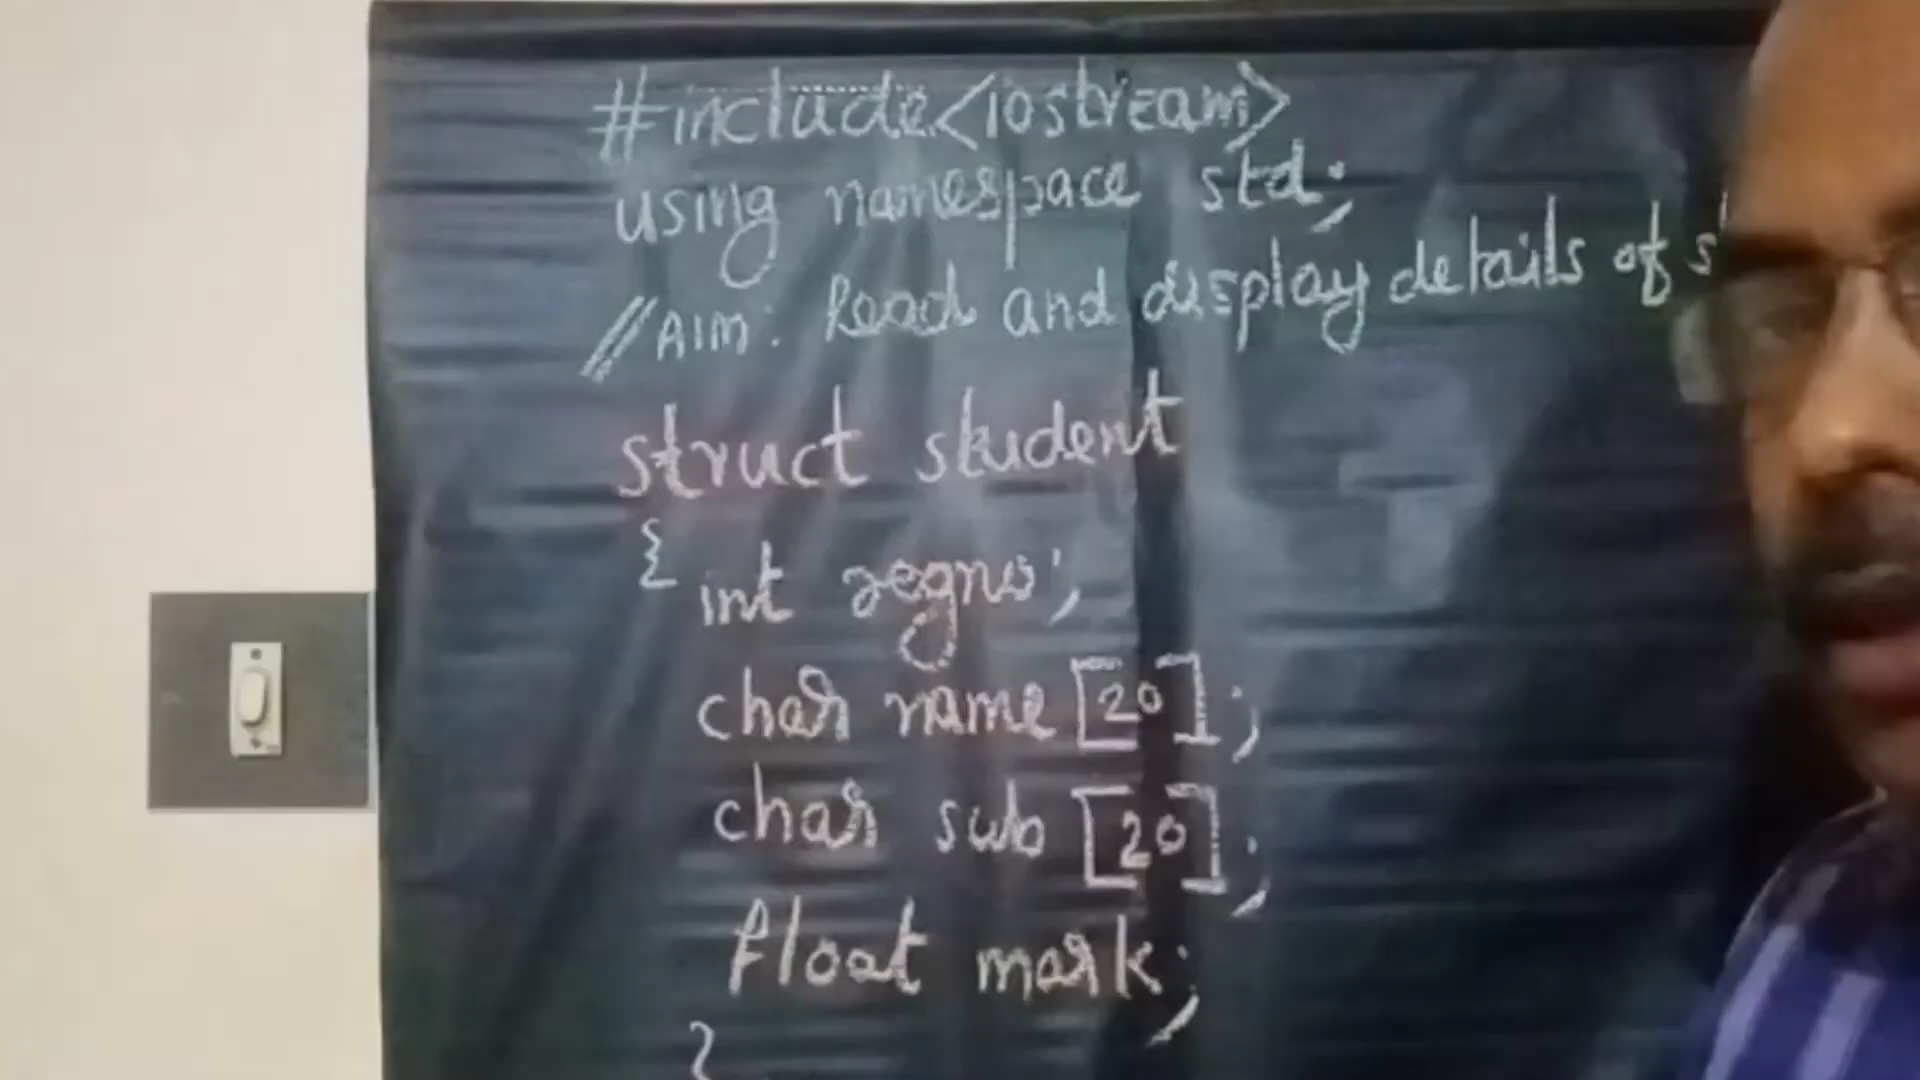 #include<iostream>
using namespace std;
//AIM: Read and display details of
struct student
{
int regno;
char name [20];
char sub [20];
float mark;
}